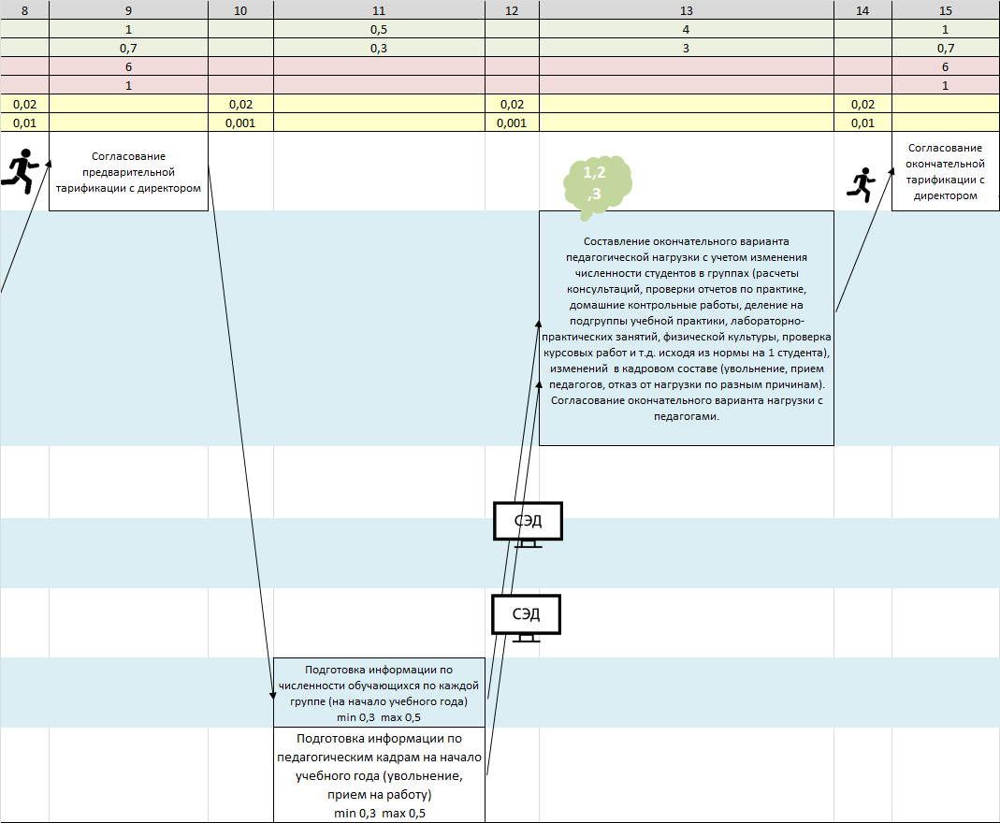 8 9 10 11 12 13 14 15
1 0,5 4 1
0,7 0,3 3 0,7
6 6
1 1
0,02 0,02 0,02 0,02
0,01 0,001 0,001 0,01
Согласование
предварительной
тарификации с директором
1,2
,3
Согласование
окончательной
тарификации с
директором
Составление окончательного варианта
педагогической нагрузки с учетом изменения
численности студентов в группах (расчеты
консультаций, проверки отчетов по практике,
домашние контрольные работы, деление на
подгруппы учебной практики, лабораторно-
практических занятий, физической культуры, проверка
курсовых работ и т.д. исходя из нормы на 1 студента),
изменений в кадровом составе (увольнение, прием
педагогов, отказ от нагрузки по разным причинам).
Согласование окончательного варианта нагрузки с
педагогами.
СЭД
СЭД
Подготовка информации по
численности обучающихся по каждой
группе (на начало учебного года)
min 0,3 max 0,5
Подготовка информации по
педагогическим кадрам на начало
учебного года (увольнение,
прием на работу)
min 0,3 max 0,5